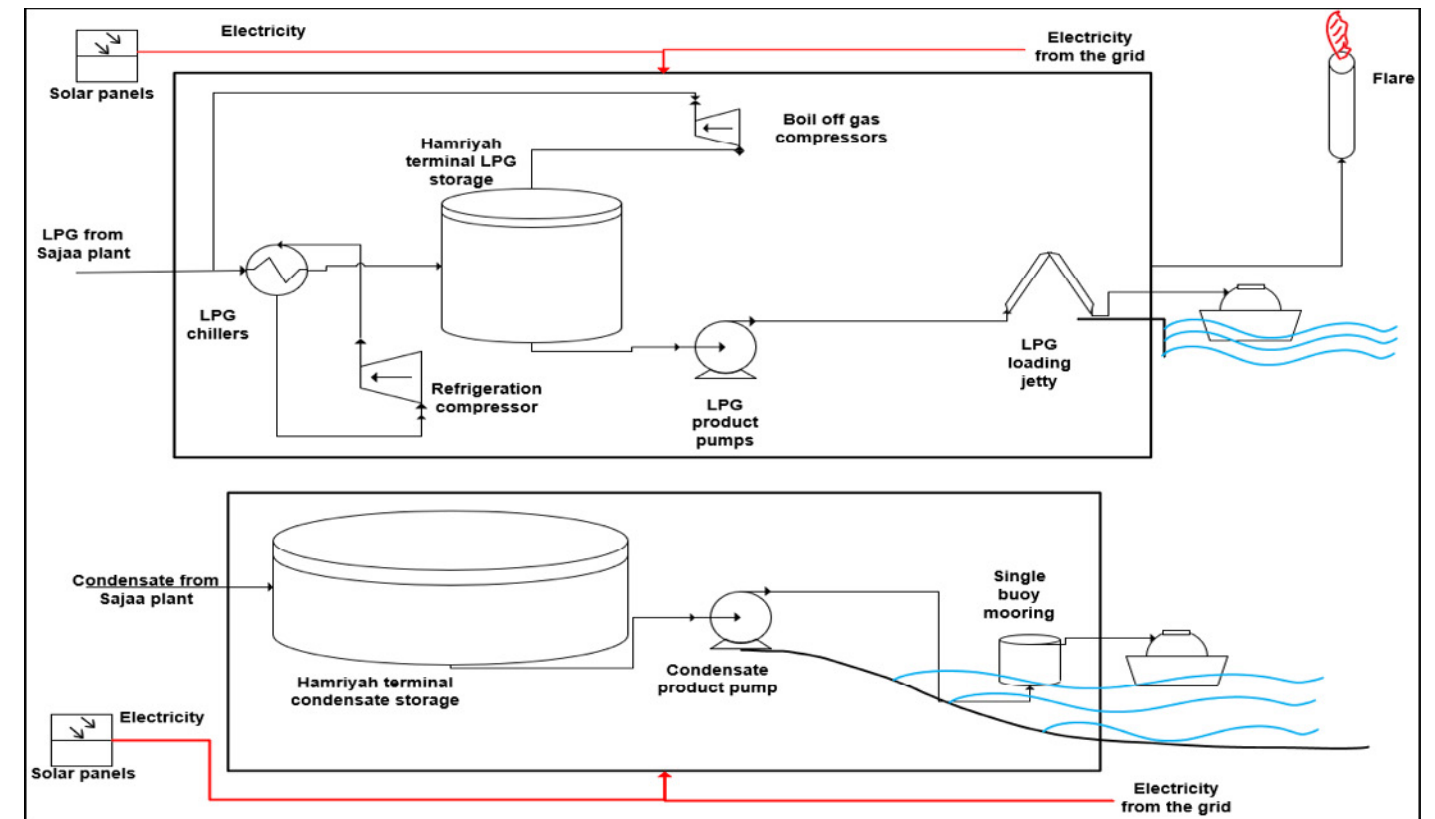 Electricity
Solar panels
Electricity
from the grid
Flare
Boil off gas
compressors
Hamriyah
terminal LPG
storage
LPG from
Sajaa plant
LPG
chillers
Refrigeration
compressor
LPG
product
pumps
LPG
loading
jetty
Condensate from
Sajaa plant
Single
buoy
mooring
Hamriyah terminal
condensate storage
Condensate
product pump
Electricity
Solar panels
Electricity
from the grid